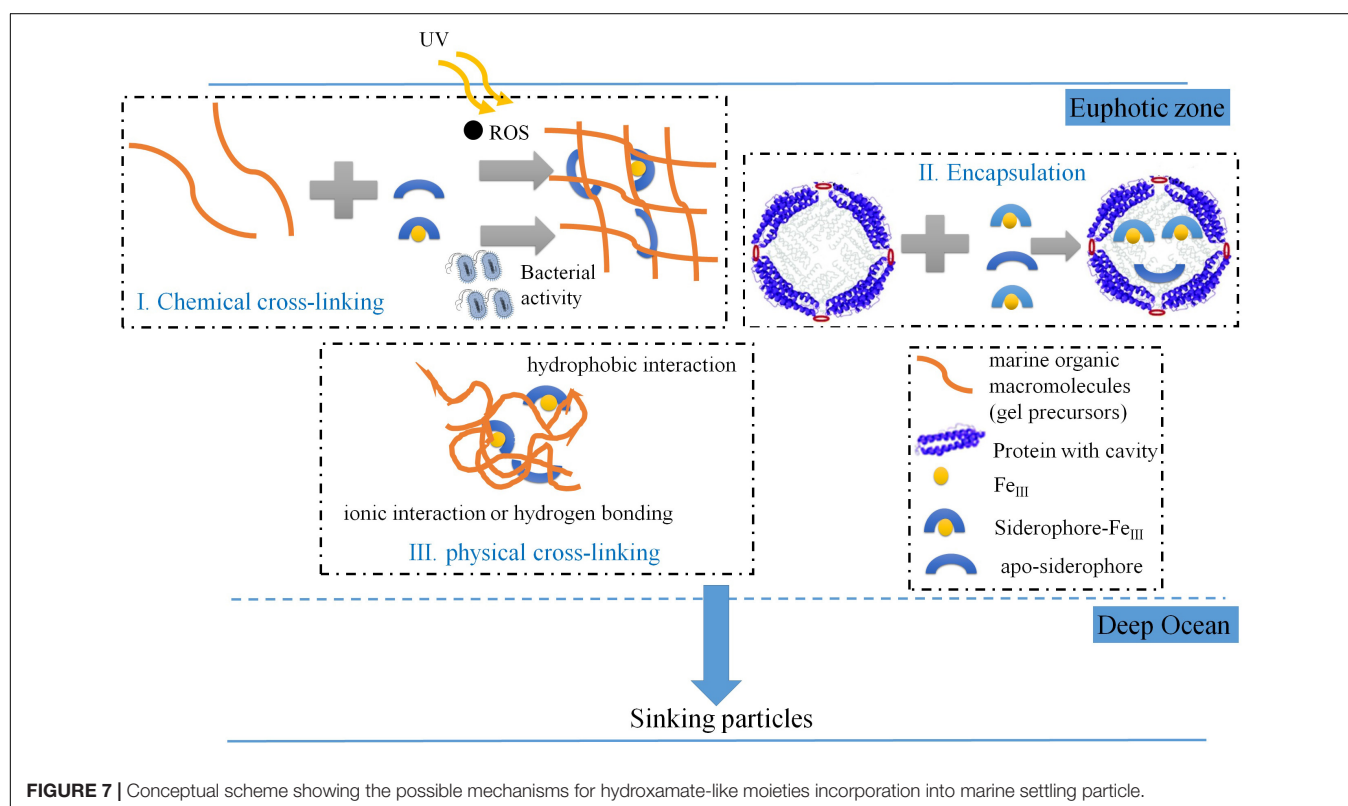 UV
Euphotic zone
ROS
II. Encapsulation
Bacterial
activity
I. Chemical cross-linking
hydrophobic interaction
ionic interaction or hydrogen bonding
III. physical cross-linking
marine organic
macromolecules
(gel precursors)
Protein with cavity
FeIII
Siderophore-FeIII
apo-siderophore
Deep Ocean
Sinking particles
FIGURE 7 | Conceptual scheme showing the possible mechanisms for hydroxamate-like moieties incorporation into marine settling particle.